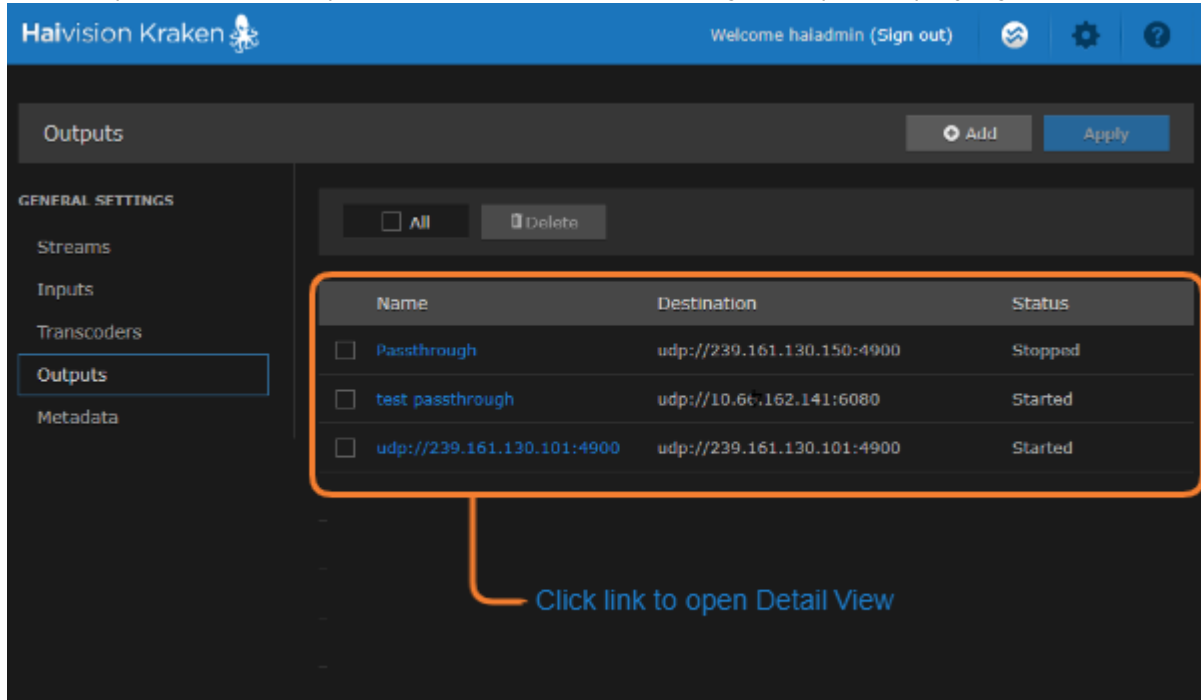 Haivision Kraken
Welcome haladmin (Sign out)
Outputs
Add
Apply
GENERAL SETTINGS
Streams
Inputs
Transcoders
Outputs
Metadata
All
Delete
Name Destination Status
Passthrough udp://239.161.130.150:4900 Stopped
test passthrough Started
udp://239.161.130.101:4900 udp://239.161.130.101:4900 Started
Click link to open Detail View